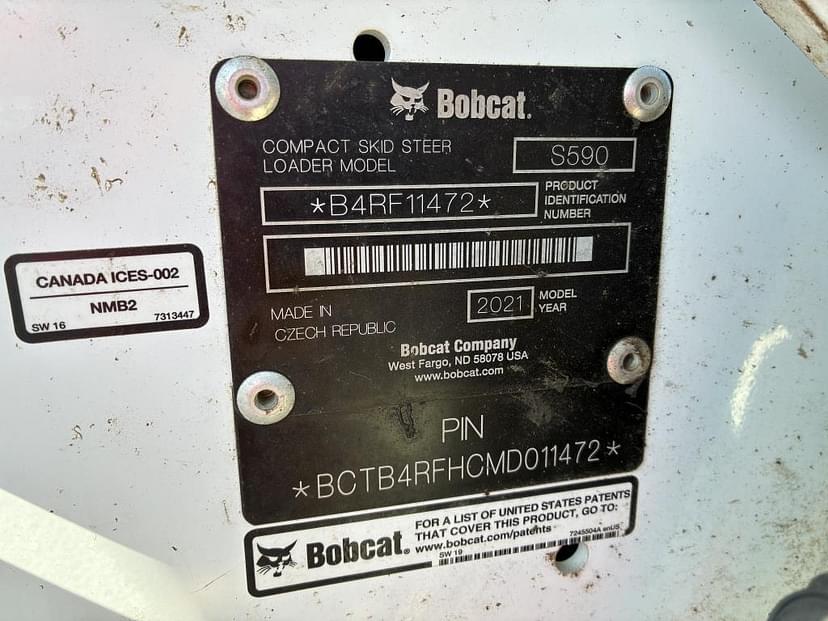 Bobcat.
COMPACT SKID STEER
LOADER MODEL
S590
*B4RF11472*
PRODUCT
IDENTIFICATION
NUMBER
MADE IN
CZECH REPUBLIC
2021
MODEL
YEAR
Bobcat Company
West Fargo, ND 58078 USA
www.bobcat.com
PIN
*BCTB4RFHCMD011472*
CANADA ICES-002
NMB2
SW 16
7313447
Bobcat.
FOR A LIST OF UNITED STATES PATENTS
THAT COVER THIS PRODUCT, GO TO:
www.bobcat.com/patents
SW 19
7245504A enUS